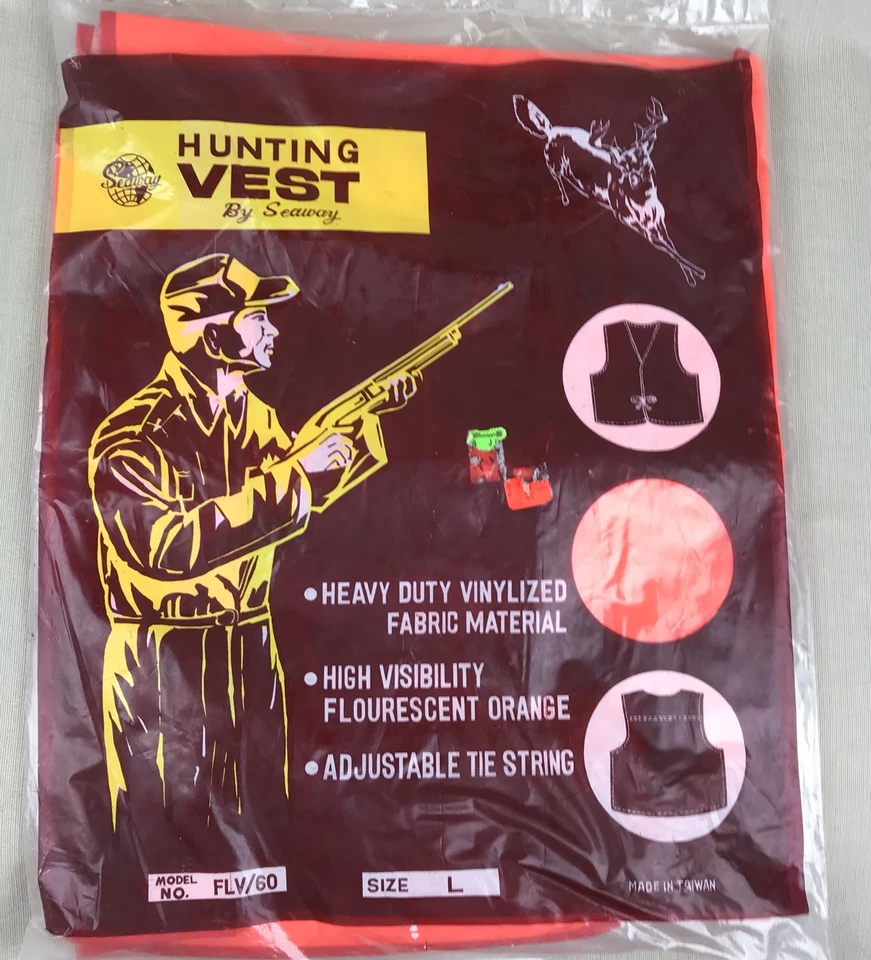 HUNTING
Seaway
VEST
By Seaway
•HEAVY DUTY VINYLIZED
FABRIC MATERIAL
•HIGH VISIBILITY
FLOURESCENT ORANGE
•ADJUSTABLE TIE STRING
MODEL
NO. FLV/60
SIZE L
MADE IN TAIWAN